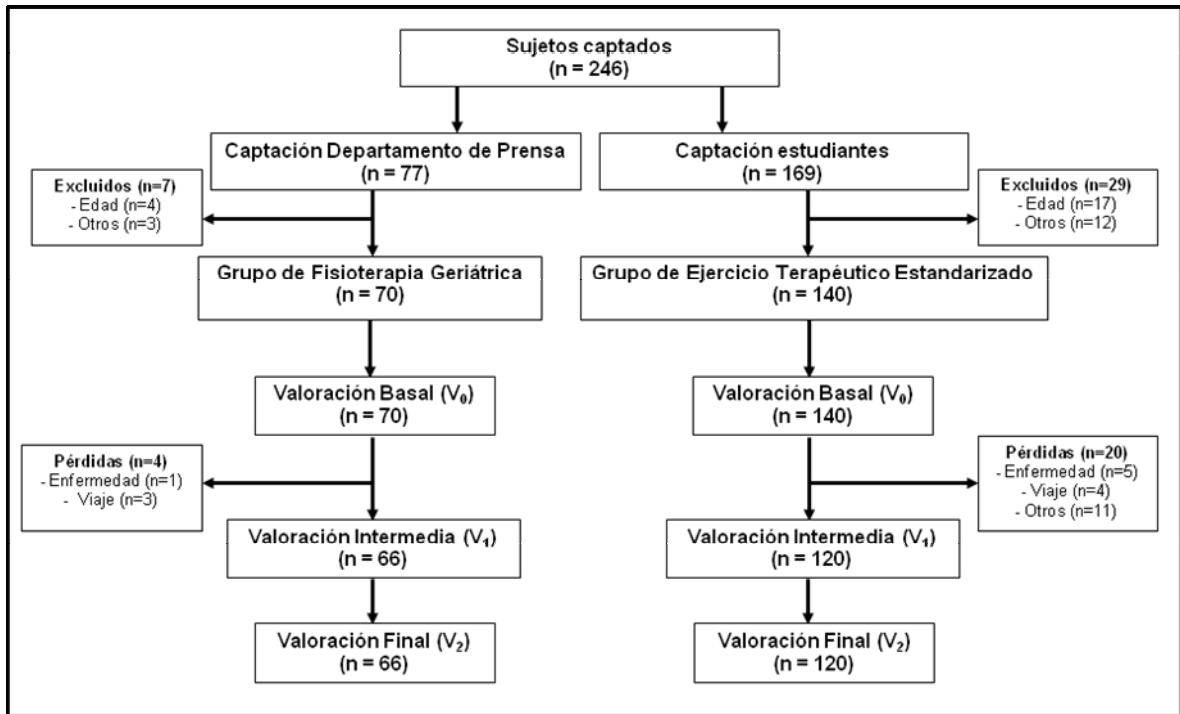 Sujetos captados
(n = 246)
Captación Departamento de Prensa
(n = 77)
Captación estudiantes
(n = 169)
Excluidos (n=7)
- Edad (n=4)
- Otros (n=3)
Excluidos (n=29)
- Edad (n=17)
- Otros (n=12)
Grupo de Fisioterapia Geriátrica
(n = 70)
Grupo de Ejercicio Terapéutico Estandarizado
(n = 140)
Valoración Basal (V₀)
(n = 70)
Valoración Basal (V₀)
(n = 140)
Pérdidas (n=4)
- Enfermedad (n=1)
- Viaje (n=3)
Pérdidas (n=20)
- Enfermedad (n=5)
- Viaje (n=4)
- Otros (n=11)
Valoración Intermedia (V₁)
(n = 66)
Valoración Intermedia (V₁)
(n = 120)
Valoración Final (V₂)
(n = 66)
Valoración Final (V₂)
(n = 120)